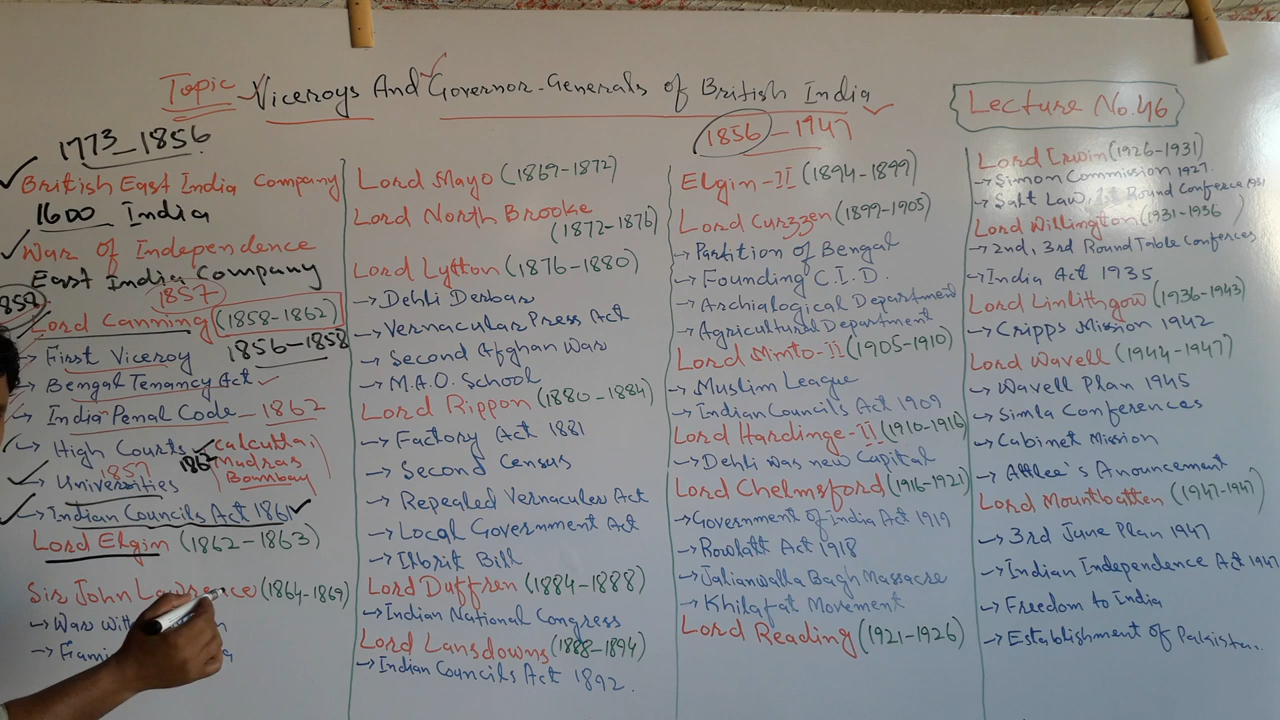 Topic Viceroys And Governor-Generals of British India
Lecture No.46
1773_1856
1856-1947
British East India Company
1600 India
War Of Independence
East India Company
1857
1858
Lord Canning (1858-1862)
1856-1858
→ First Viceroy
→ Bengal Tenancy Act
→ India Penal Code - 1862
→ High Courts
Calcutta
Madras
Boumbay
1857
→ Universities
→ Indian Councils Act 1861
Lord Elgin (1862-1863)
Sir John Lawrence (1864-1869)
→ War
Lord Mayo (1869-1872)
Lord North Brooke
(1872-1876)
Lord Lytton (1876-1880)
→ Dehli Derbar
→ Vernacular Press Act
→ Second Afghan War
→ M.A.O. School
Lord Rippon (1880-1884)
→ Factory Act 1881
→ Second Census
→ Repealed Vernaculer Act
→ Local Government Act
→ Ilbrit Bill
Lord Duffren (1884-1888)
→ Indian National Congress
Lord Lansdowns (1888-1894)
→ Indian Councils Act 1892.
Elgin-II (1894-1899)
Lord Curzzen (1899-1905)
→ Partition of Bengal
→ Founding C.I.D.
→ Archialogical Department
→ Agricultural Department
Lord Minto-II (1905-1910)
→ Muslim League
→ Indian Council's Act 1909
Lord Hardinge-II (1910-1916)
→ Dehli was new Capital
Lord Chelmsford (1916-1921)
→ Government of India Act 1919
→ Rowlatt Act 1918
→ Jalianwalla Bagh Massacre
→ Khilafat Movement
Lord Reading (1921-1926)
Lord Irwin (1926-1931)
→ Simon Commission 1927.
→ Salt Law, 1st Round Conference 1931
Lord Willington (1931-1936)
→ 2nd, 3rd Round Table Confernces
→ India Act 1935
Lord Linlithgow (1936-1943)
→ Cripps Mission 1942
Lord Wavell (1944-1947)
→ Wavell Plan 1945
→ Simla Conferences
→ Cabinet Mission
→ Attlee's Anouncement
Lord Mountbatten (1947-1947)
→ 3rd June Plan 1947
→ Indian Independence Act 1947
→ Freedom to India
→ Establishment of Pakistan..